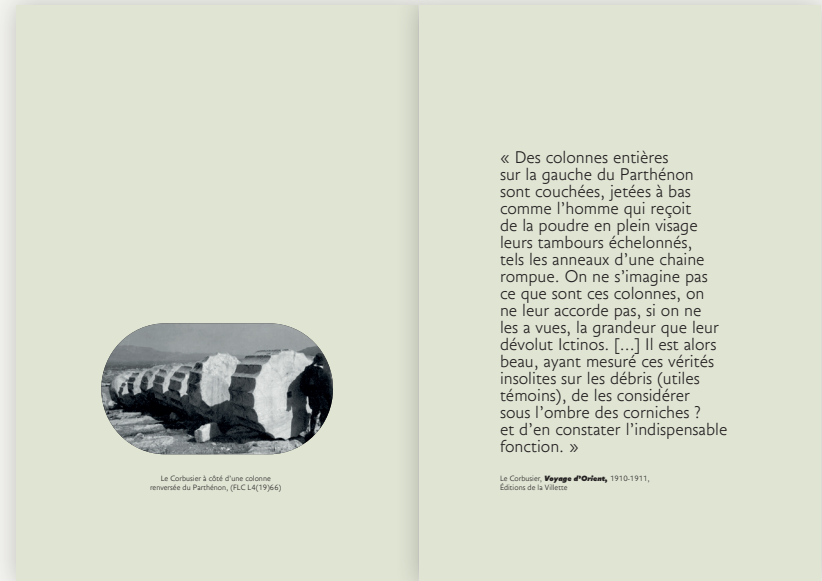 Le Corbusier à côté d'une colonne
renversée du Parthénon, (FLC L4(19)66)
« Des colonnes entières
sur la gauche du Parthénon
sont couchées, jetées à bas
comme l'homme qui reçoit
de la poudre en plein visage
leurs tambours échelonnés,
tels les anneaux d'une chaine
rompue. On ne s'imagine pas
ce que sont ces colonnes, on
ne leur accorde pas, si on ne
les a vues, la grandeur que leur
dévolut Ictinos. [...] Il est alors
beau, ayant mesuré ces vérités
insolites sur les débris (utiles
témoins), de les considérer
sous l'ombre des corniches ?
et d'en constater l'indispensable
fonction. »
Le Corbusier, Voyage d'Orient, 1910-1911,
Éditions de la Villette